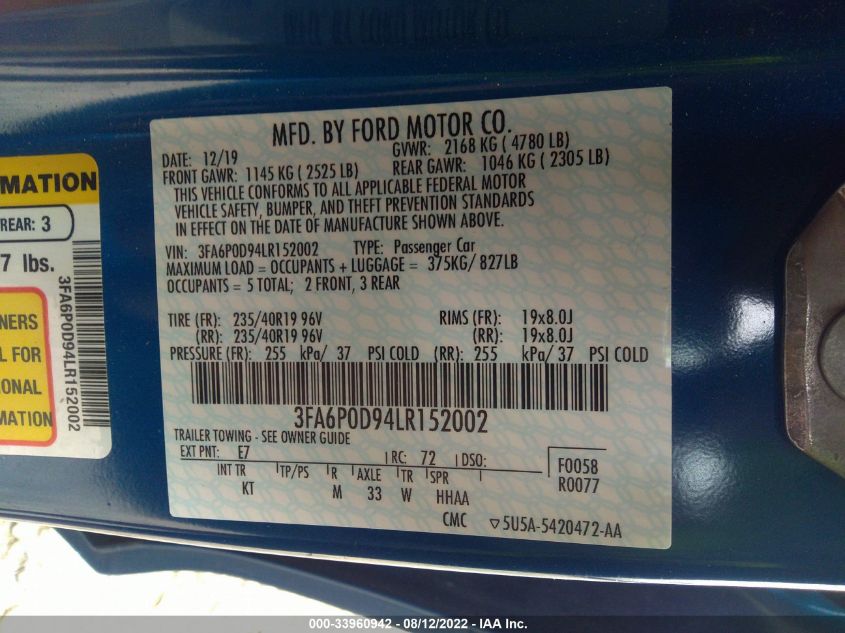 MFD. BY FORD MOTOR CO.
DATE: 12/19 GVWR: 2168 KG ( 4780 LB)
FRONT GAWR: 1145 KG ( 2525 LB) REAR GAWR: 1046 KG ( 2305 LB)
THIS VEHICLE CONFORMS TO ALL APPLICABLE FEDERAL MOTOR
VEHICLE SAFETY, BUMPER, AND THEFT PREVENTION STANDARDS
IN EFFECT ON THE DATE OF MANUFACTURE SHOWN ABOVE.
VIN: 3FA6P0D94LR152002 TYPE: Passenger Car
MAXIMUM LOAD = OCCUPANTS + LUGGAGE = 375KG/ 827LB
OCCUPANTS = 5 TOTAL; 2 FRONT, 3 REAR
TIRE (FR): 235/40R19 96V RIMS (FR): 19x8.0J
(RR): 235/40R19 96V (RR): 19x8.0J
PRESSURE (FR): 255 kPa/ 37 PSI COLD (RR): 255 kPa/ 37 PSI COLD
3FA6P0D94LR152002
TRAILER TOWING - SEE OWNER GUIDE
EXT PNT: E7 RC: 72 DSO: F0058
INT TR TP/PS R AXLE TR SPR R0077
KT M 33 W HHAA
CMC ▽5U5A-5420472-AA
MATION
REAR: 3
7 lbs.
3FA6P0D94LR152002
NERS
L FOR
IONAL
MATION
000-33960942 - 08/12/2022 - IAA Inc.